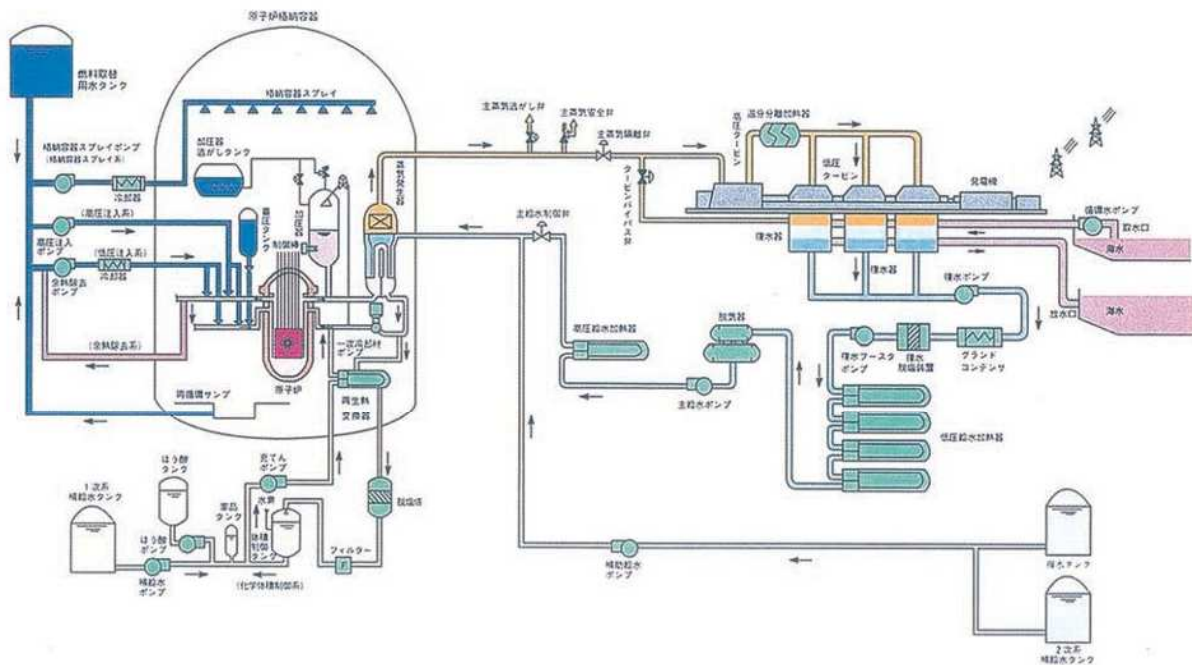 原子炉格納容器
燃料取替
用水タンク
格納容器スプレイ
格納容器スプレイポンプ
(格納容器スプレイ系)
冷却器
加圧器
逃がしタンク
(高圧注入系)
高圧注入
ポンプ
蓄圧タンク
制御棒
加圧器
蒸気発生器
(低圧注入系)
冷却器
余熱除去
ポンプ
(余熱除去系)
一次冷却材
ポンプ
原子炉
再循環サンプ
再生熱
交換器
主蒸気逃がし弁
主蒸気安全弁
主蒸気隔離弁
タービンバイパス弁
高圧タービン
湿分分離加熱器
低圧
タービン
発電機
循環水ポンプ
取水口
海水
復水器
復水器
復水ポンプ
放水口
海水
主給水制御弁
高圧給水加熱器
脱気器
主給水ポンプ
復水ブースタ
ポンプ
復水
脱塩装置
グランド
コンデンサ
低圧給水加熱器
ほう酸
タンク
1次系
補給水タンク
充てん
ポンプ
水素
薬品
タンク
体積
制御
タンク
ほう酸ポンプ
補給水
ポンプ
(化学体積制御系)
フィルター
脱塩塔
補助給水
ポンプ
復水タンク
2次系
補給水タンク